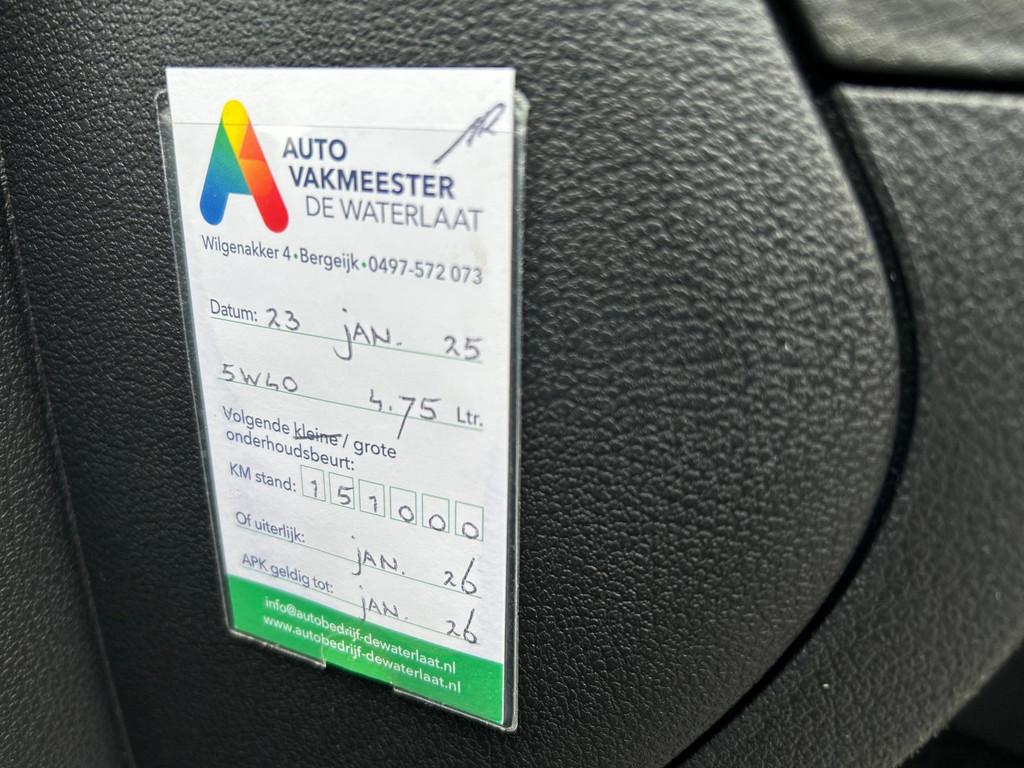 AR
AUTO
VAKMEESTER
DE WATERLAAT
Wilgenakker 4•Bergeijk•0497-572 073
Datum: 23 jAN. 25
5W40 4.75 Ltr.
Volgende kleine / grote
onderhoudsbeurt:
KM stand: 151000
Of uiterlijk: jAN. 26
APK geldig tot: jAN. 26
info@autobedrijf-dewaterlaat.nl
www.autobedrijf-dewaterlaat.nl